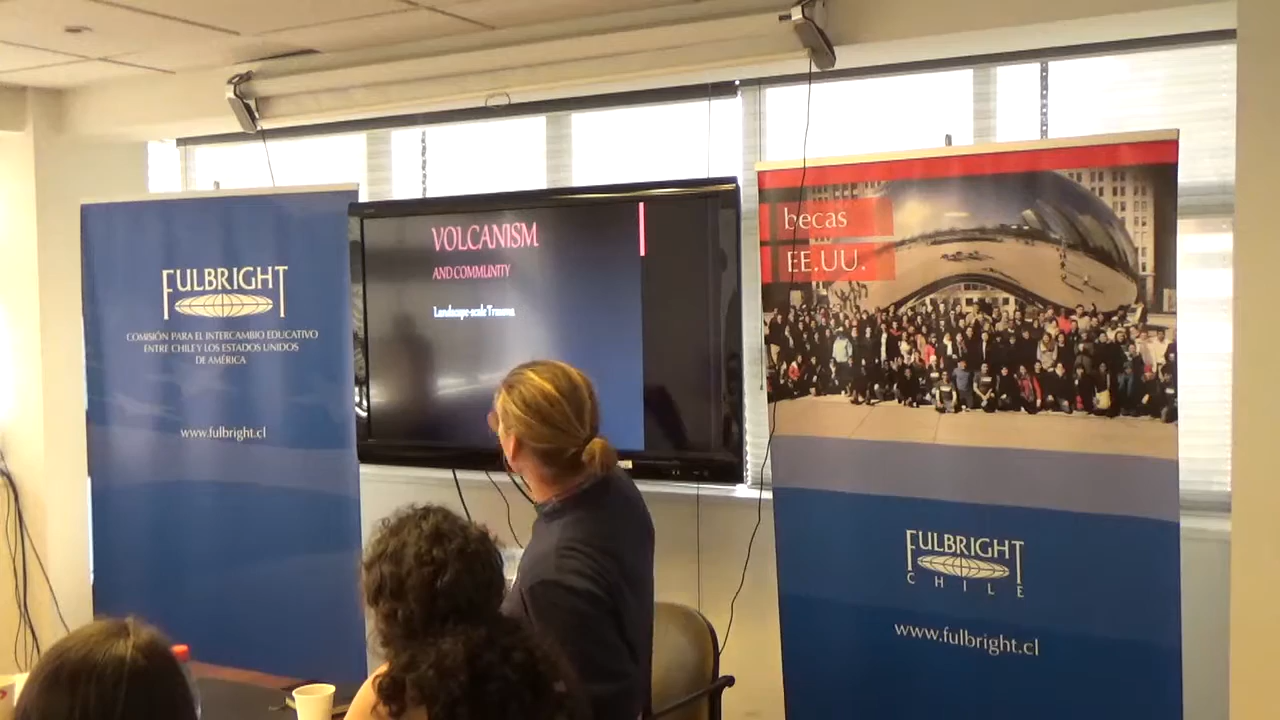 FULBRIGHT
COMISIÓN PARA EL INTERCAMBIO EDUCATIVO
ENTRE CHILE Y LOS ESTADOS UNIDOS
DE AMÉRICA
www.fulbright.cl
VOLCANISM
AND COMMUNITY
Landscape-scale Trauma
becas
EE.UU.
FULBRIGHT
CHILE
www.fulbright.cl